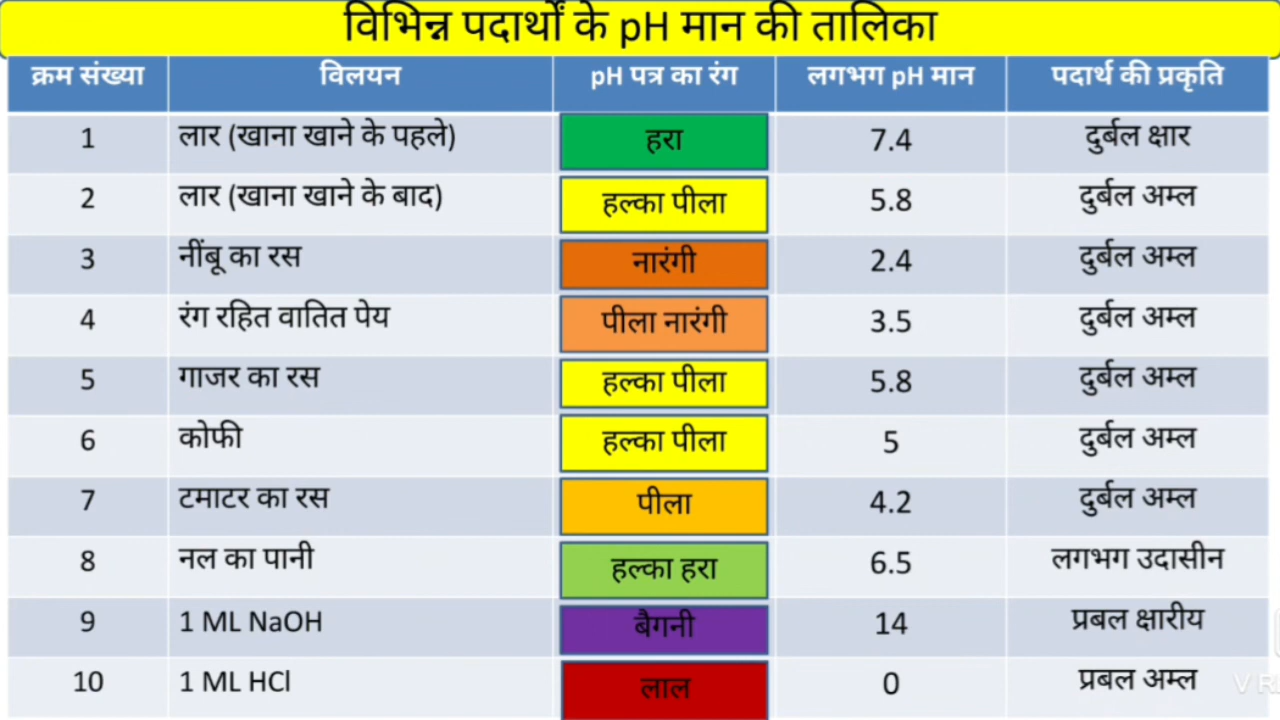 विभिन्न पदार्थों के pH मान की तालिका
क्रम संख्या विलयन pH पत्र का रंग लगभग pH मान पदार्थ की प्रकृति
1 लार (खाना खाने के पहले) हरा 7.4 दुर्बल क्षार
2 लार (खाना खाने के बाद) हल्का पीला 5.8 दुर्बल अम्ल
3 नींबू का रस नारंगी 2.4 दुर्बल अम्ल
4 रंग रहित वातित पेय पीला नारंगी 3.5 दुर्बल अम्ल
5 गाजर का रस हल्का पीला 5.8 दुर्बल अम्ल
6 कोफी हल्का पीला 5 दुर्बल अम्ल
7 टमाटर का रस पीला 4.2 दुर्बल अम्ल
8 नल का पानी हल्का हरा 6.5 लगभग उदासीन
9 1 ML NaOH बैगनी 14 प्रबल क्षारीय
10 1 ML HCl लाल 0 प्रबल अम्ल